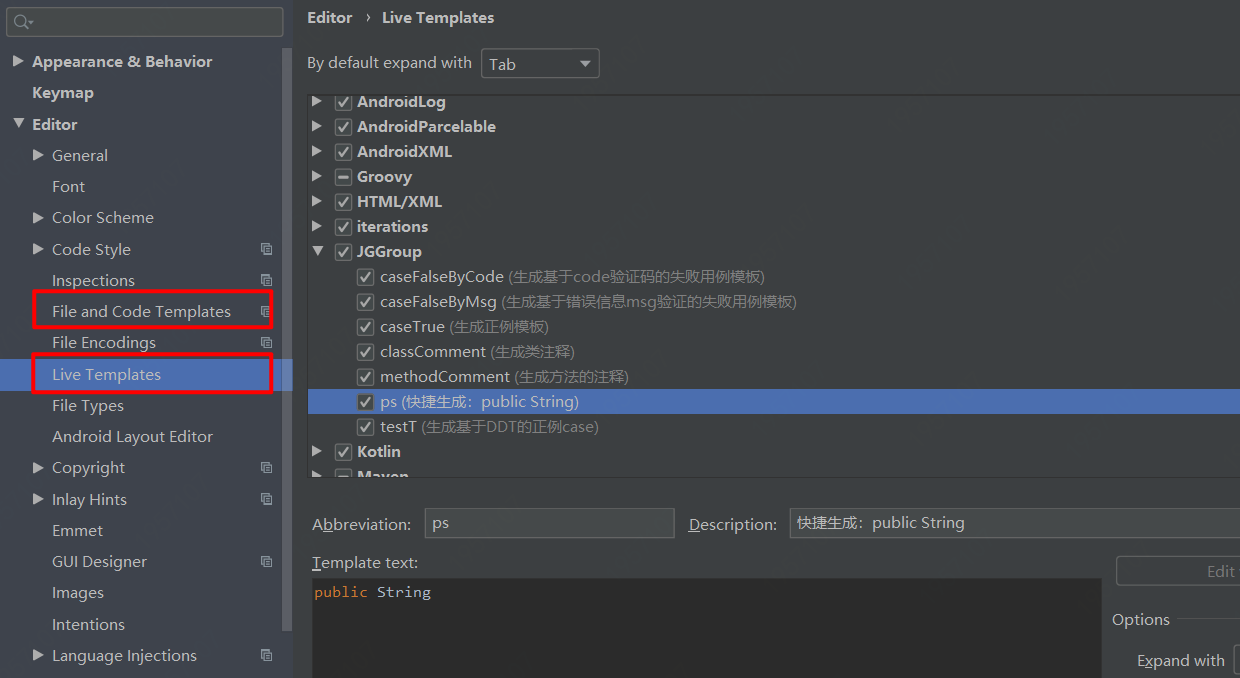 Appearance & Behavior
Keymap
Editor
General
Font
Color Scheme
Code Style
Inspections
File and Code Templates
File Encodings
Live Templates
File Types
Android Layout Editor
Copyright
Inlay Hints
Emmet
GUI Designer
Images
Intentions
Language Injections
Editor › Live Templates
By default expand with Tab
AndroidLog
AndroidParcelable
AndroidXML
Groovy
HTML/XML
iterations
JGGroup
caseFalseByCode (生成基于code验证码的失败用例模板)
caseFalseByMsg (生成基于错误信息msg验证的失败用例模板)
caseTrue (生成正例模板)
classComment (生成类注释)
methodComment (生成方法的注释)
ps (快捷生成：public String)
testT (生成基于DDT的正例case)
Kotlin
Maven
Abbreviation: ps Description: 快捷生成：public String
Template text:
public String
Edit
Options
Expand with